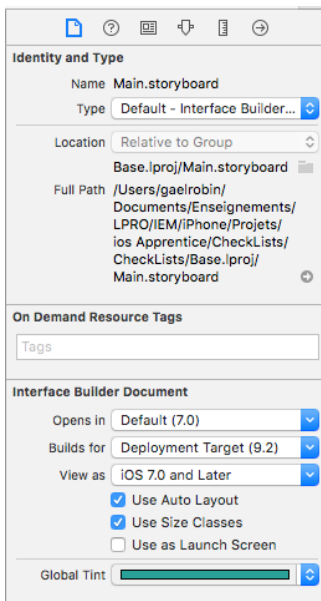 Identity and Type
Name Main.storyboard
Type Default - Interface Builder...
Location Relative to Group
Base.lproj/Main.storyboard
Full Path /Users/gaelrobin/
Documents/Enseignements/
LPRO/IEM/iPhone/Projets/
ios Apprentice/CheckLists/
CheckLists/Base.lproj/
Main.storyboard
On Demand Resource Tags
Tags
Interface Builder Document
Opens in Default (7.0)
Builds for Deployment Target (9.2)
View as iOS 7.0 and Later
Use Auto Layout
Use Size Classes
Use as Launch Screen
Global Tint